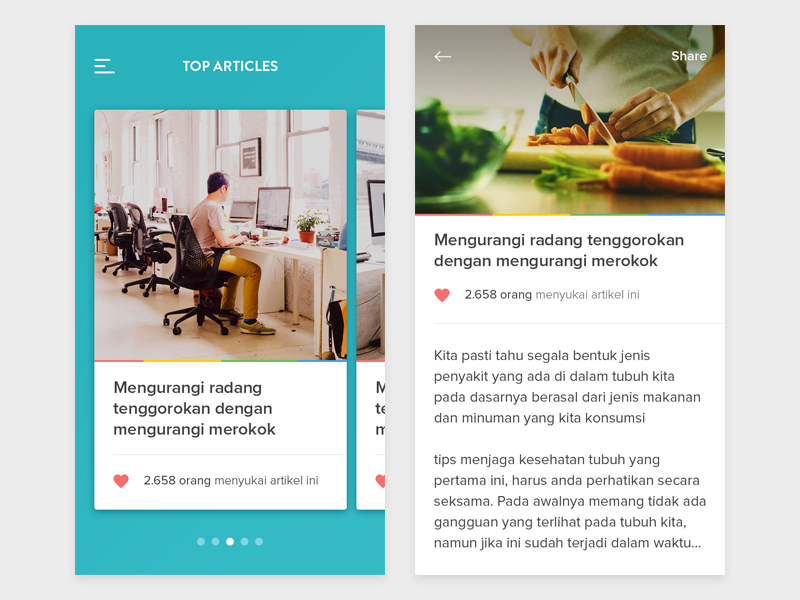 TOP ARTICLES
Mengurangi radang
tenggorokan dengan
mengurangi merokok
2.658 orang menyukai artikel ini
Share
Mengurangi radang tenggorokan
dengan mengurangi merokok
2.658 orang menyukai artikel ini
Kita pasti tahu segala bentuk jenis
penyakit yang ada di dalam tubuh kita
pada dasarnya berasal dari jenis makanan
dan minuman yang kita konsumsi
tips menjaga kesehatan tubuh yang
pertama ini, harus anda perhatikan secara
seksama. Pada awalnya memang tidak ada
gangguan yang terlihat pada tubuh kita,
namun jika ini sudah terjadi dalam waktu...